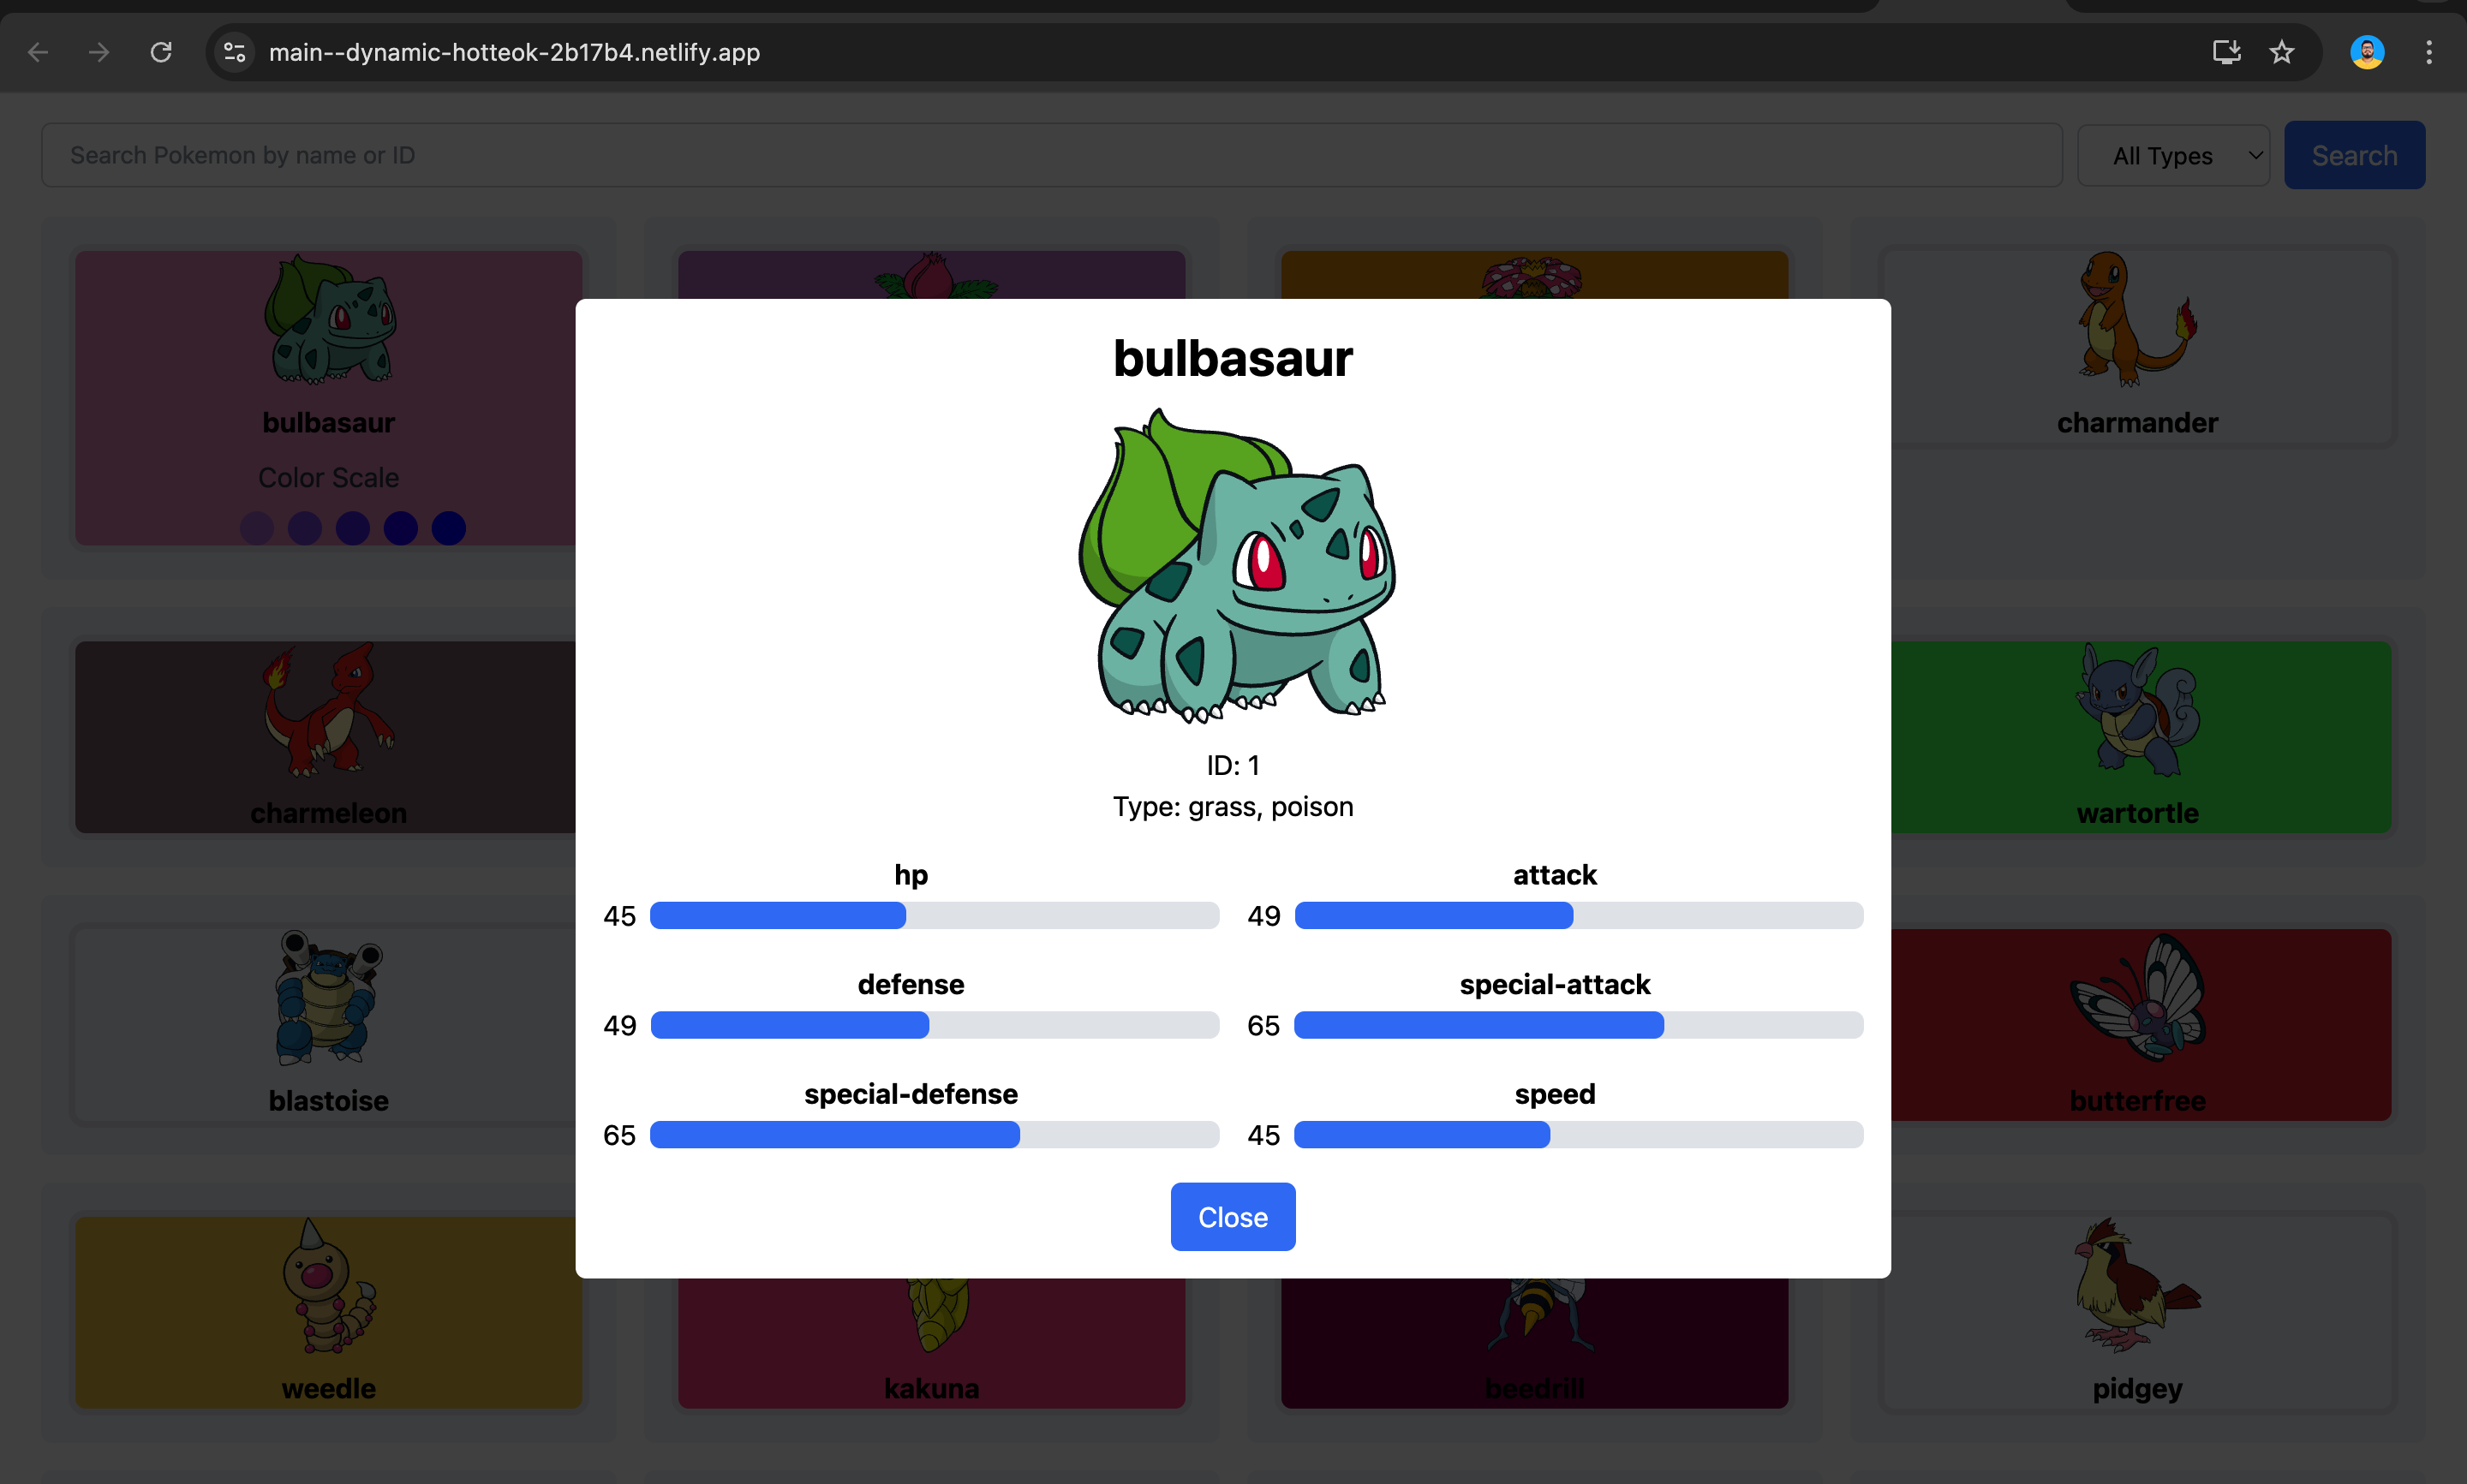 main--dynamic-hotteok-2b17b4.netlify.app
Search Pokemon by name or ID
All Types
Search
bulbasaur
Color Scale
charmander
bulbasaur
ID: 1
Type: grass, poison
hp
45
attack
49
defense
49
special-attack
65
special-defense
65
speed
45
Close
charmeleon
wartortle
blastoise
butterfree
weedle
kakuna
beedrill
pidgey